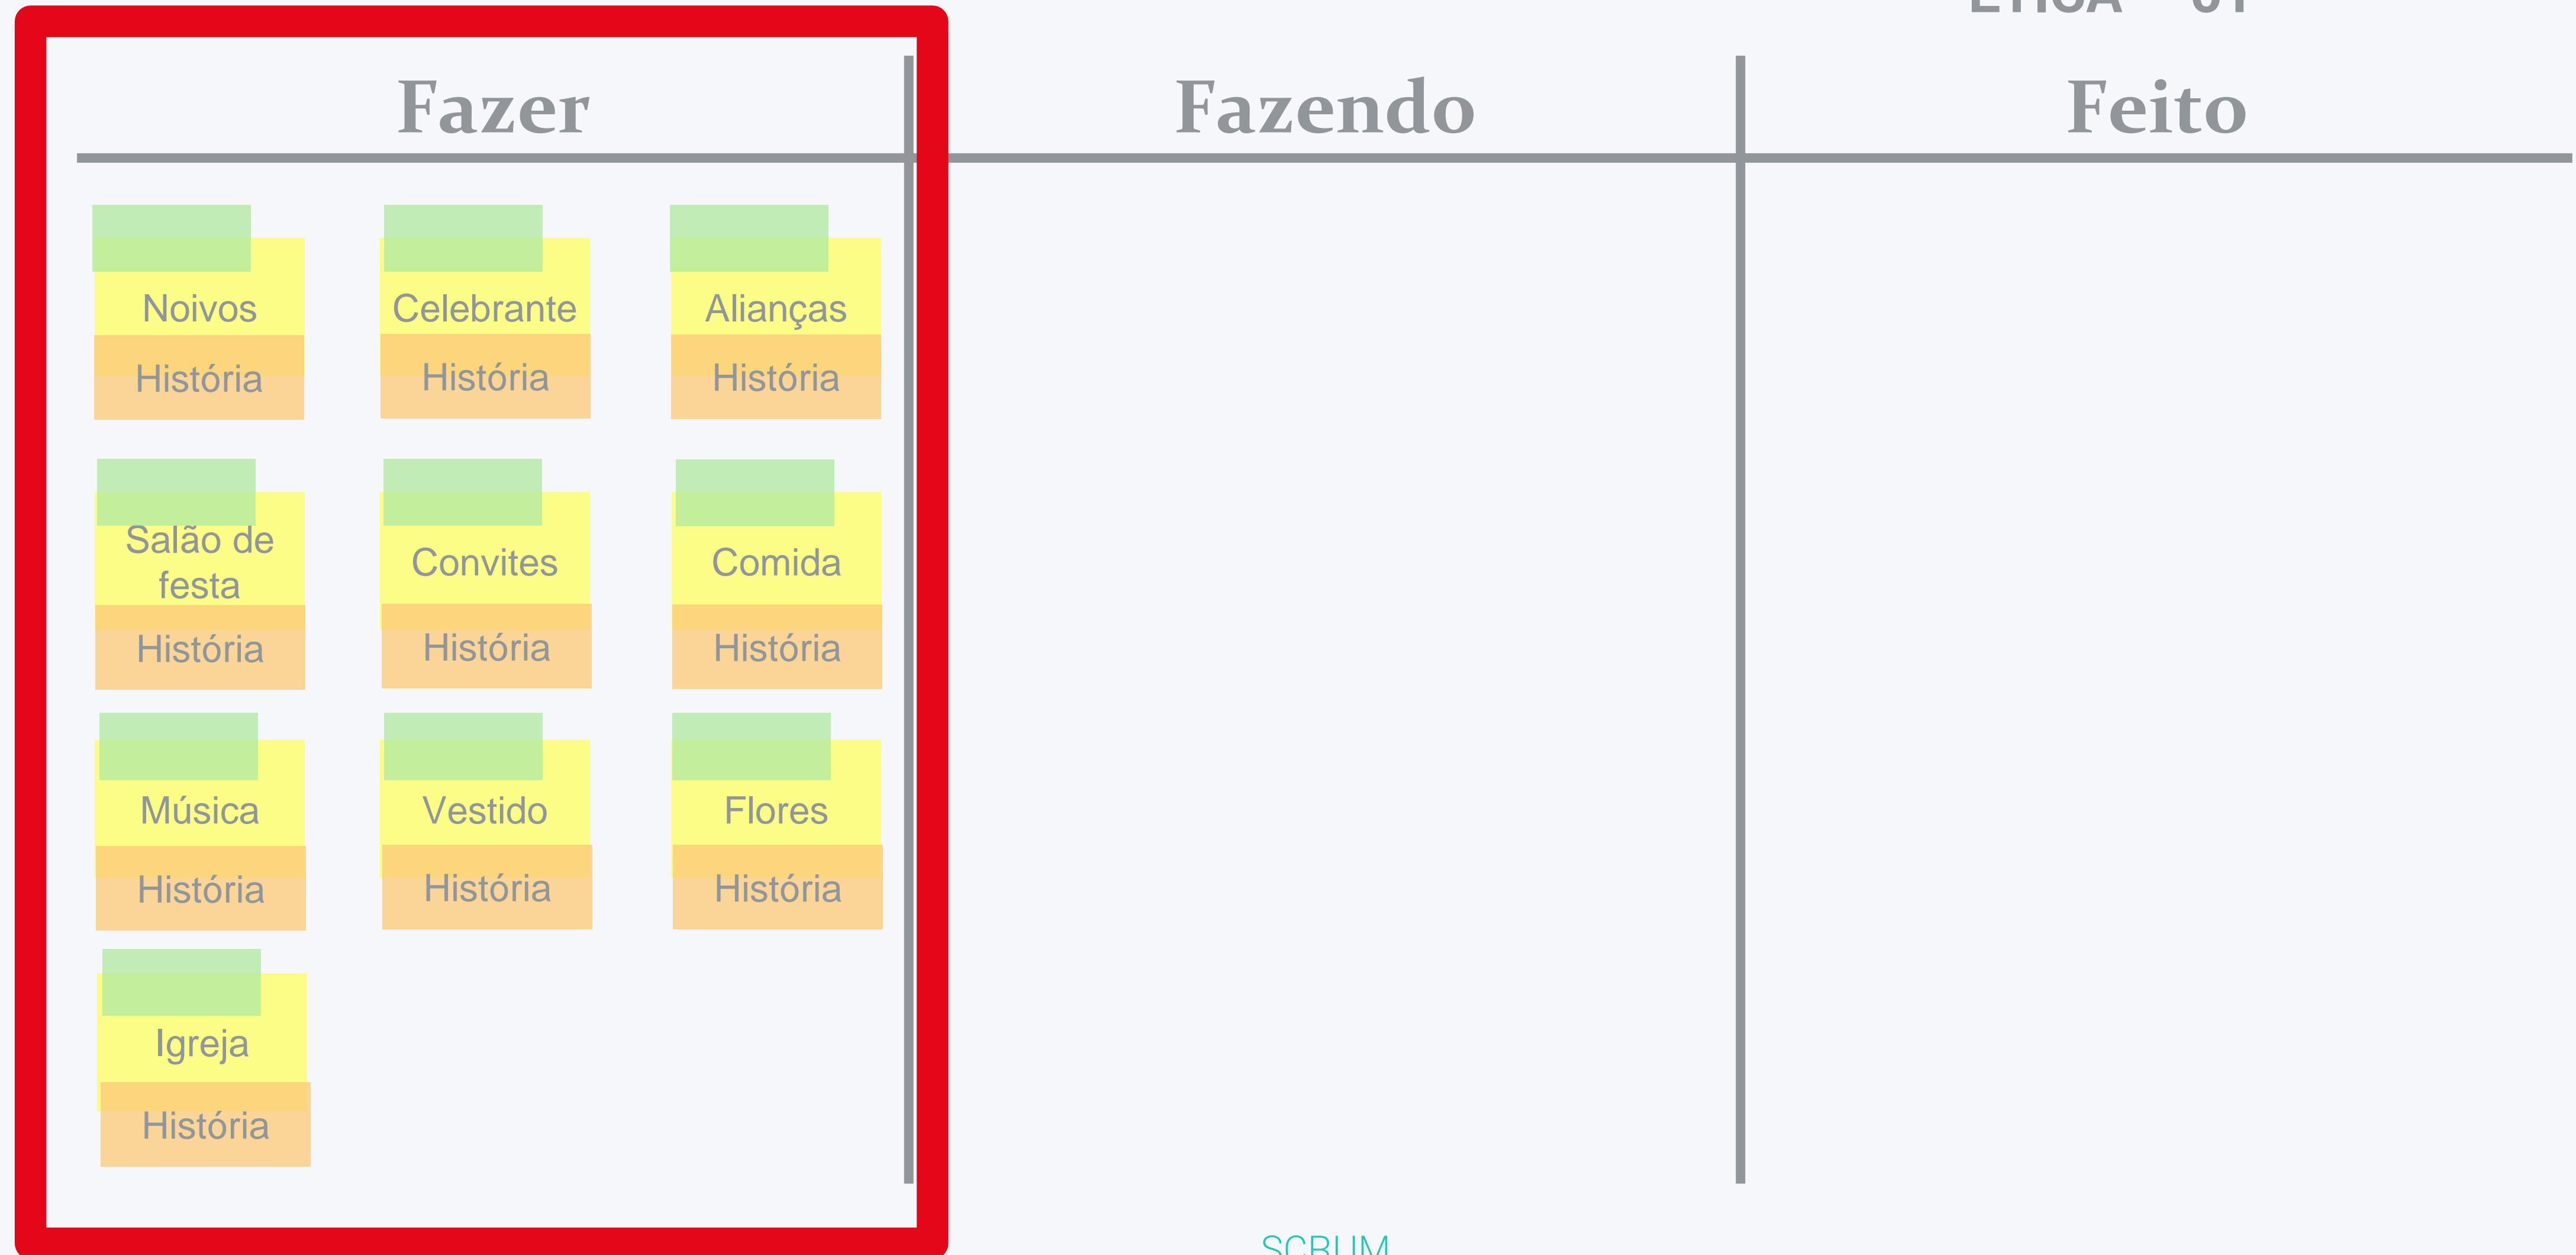 Fazer
Fazendo
Feito
Noivos
História
Celebrante
História
Alianças
História
Salão de
festa
História
Convites
História
Comida
História
Música
História
Vestido
História
Flores
História
Igreja
História
SCRUM